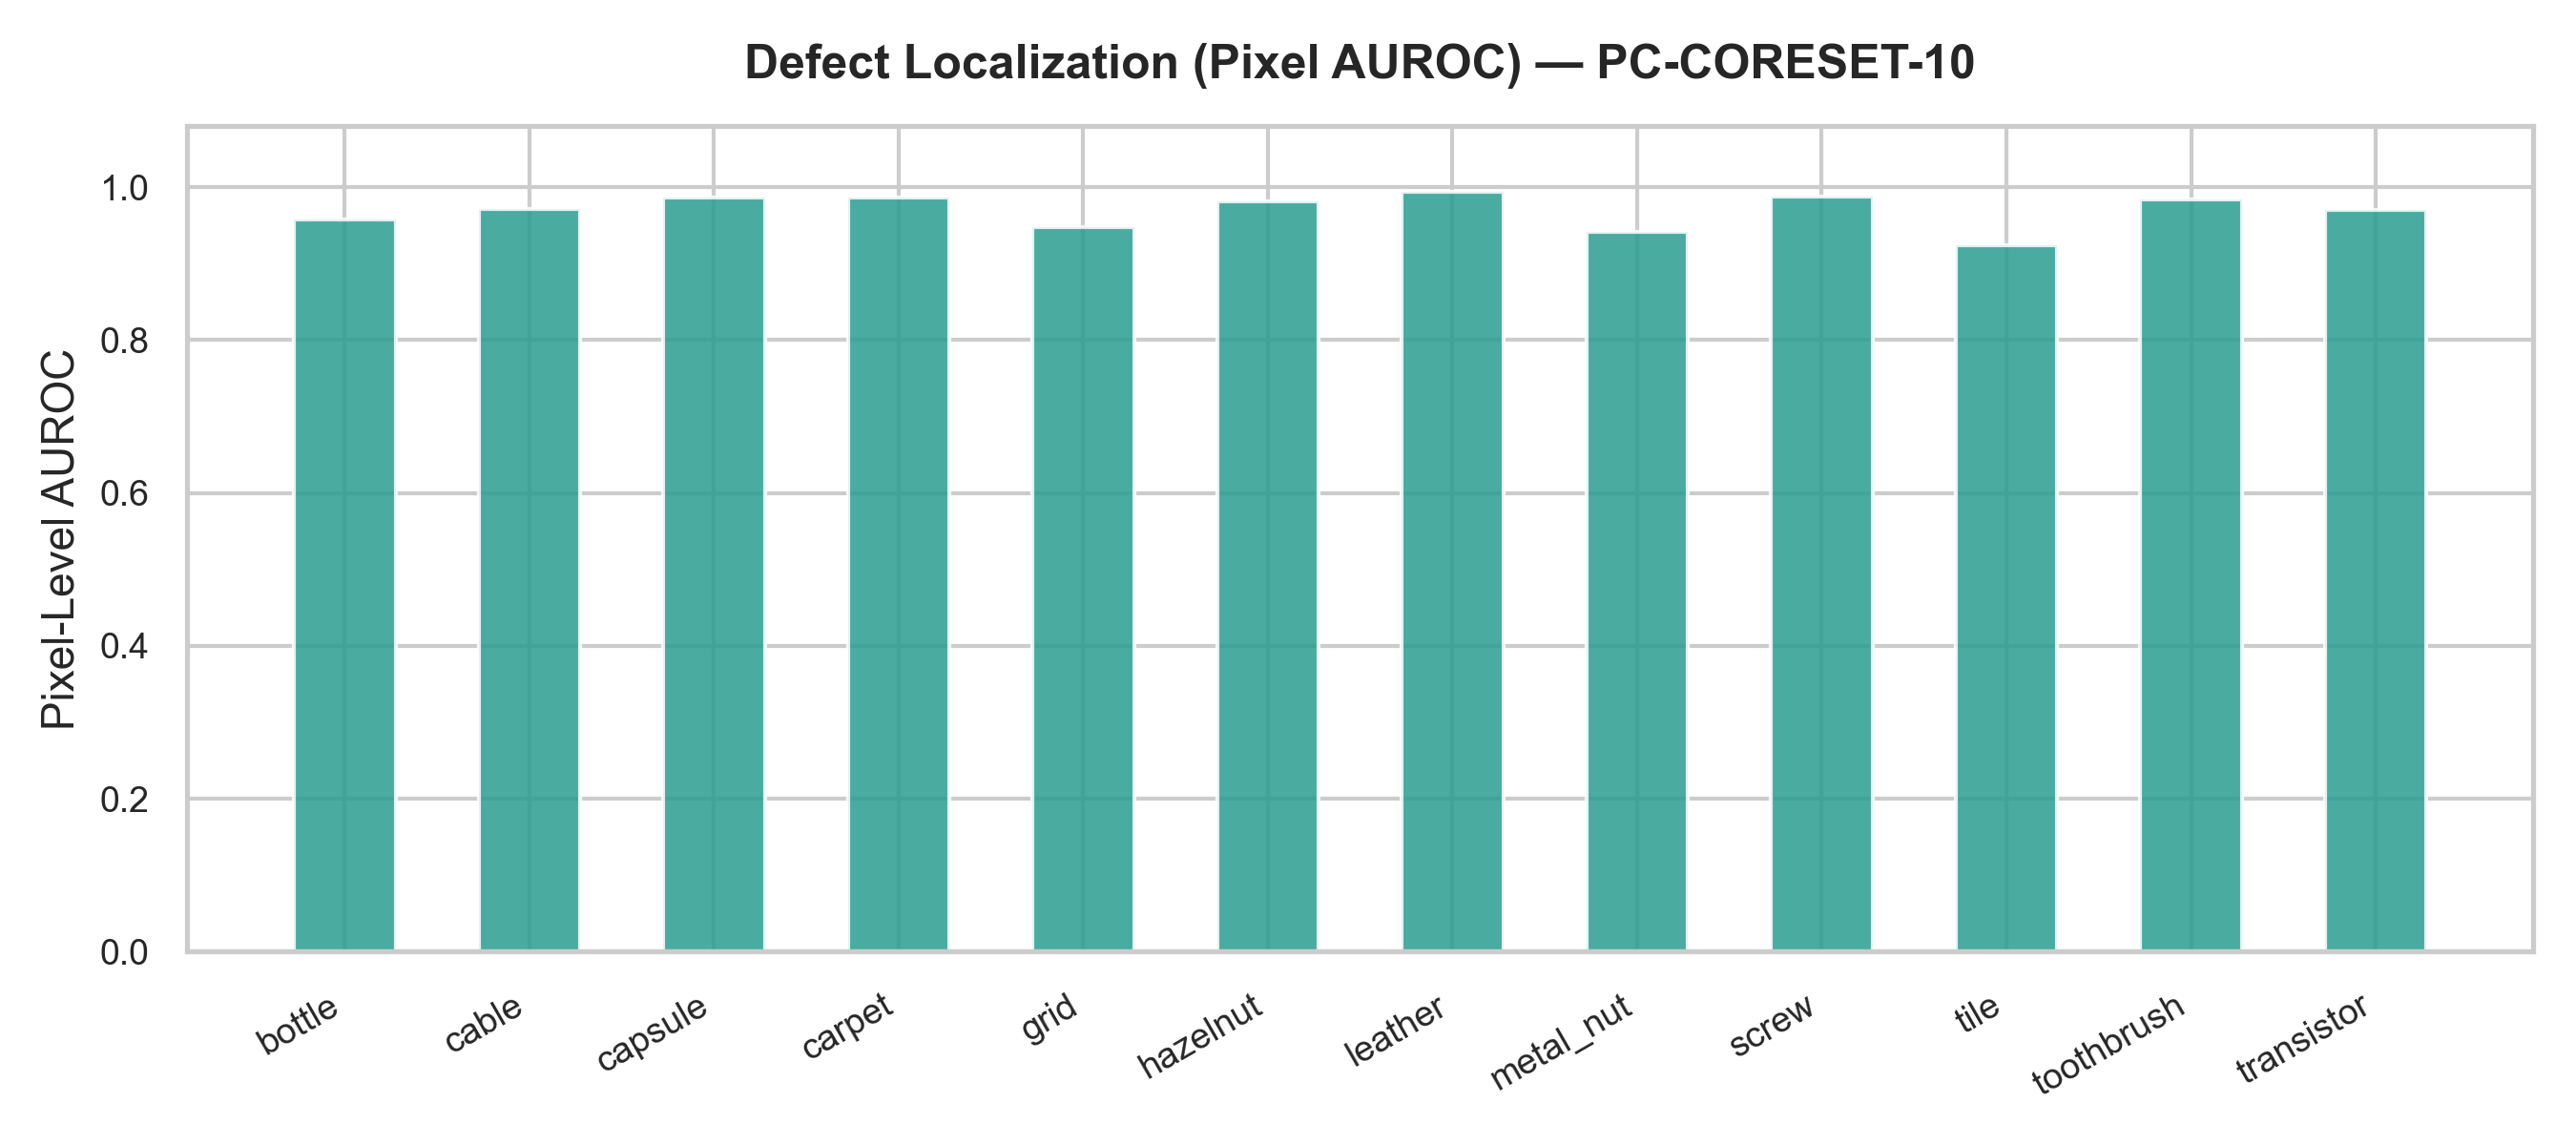 Defect Localization (Pixel AUROC) — PC-CORESET-10
Pixel-Level AUROC
1.0
0.8
0.6
0.4
0.2
0.0
bottle
cable
capsule
carpet
grid
hazelnut
leather
metal_nut
screw
tile
toothbrush
transistor